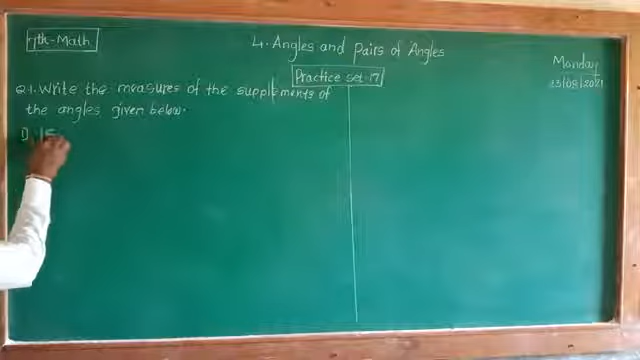 7th-Math
4. Angles and Pairs of Angles
Monday
23/08/2021
Practice set-17
Q1. Write the measures of the supplements of
the angles given below.
1) 15